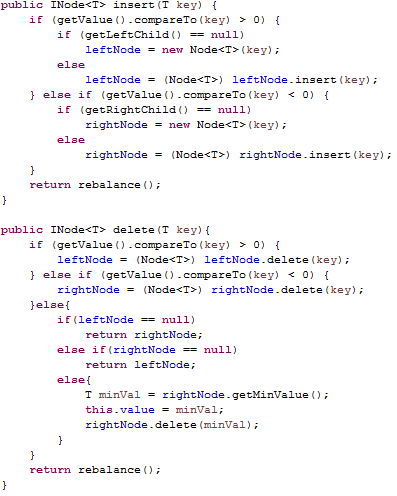 public INode<T> insert(T key) {
    if (getValue().compareTo(key) > 0) {
        if (getLeftChild() == null)
            leftNode = new Node<T>(key);
        else
            leftNode = (Node<T>) leftNode.insert(key);
    } else if (getValue().compareTo(key) < 0) {
        if (getRightChild() == null)
            rightNode = new Node<T>(key);
        else
            rightNode = (Node<T>) rightNode.insert(key);
    }
    return rebalance();
}

public INode<T> delete(T key){
    if (getValue().compareTo(key) > 0) {
        leftNode = (Node<T>) leftNode.delete(key);
    } else if (getValue().compareTo(key) < 0) {
        rightNode = (Node<T>) rightNode.delete(key);
    }else{
        if(leftNode == null)
            return rightNode;
        else if(rightNode == null)
            return leftNode;
        else{
            T minVal = rightNode.getMinValue();
            this.value = minVal;
            rightNode.delete(minVal);
        }
    }
    return rebalance();
}